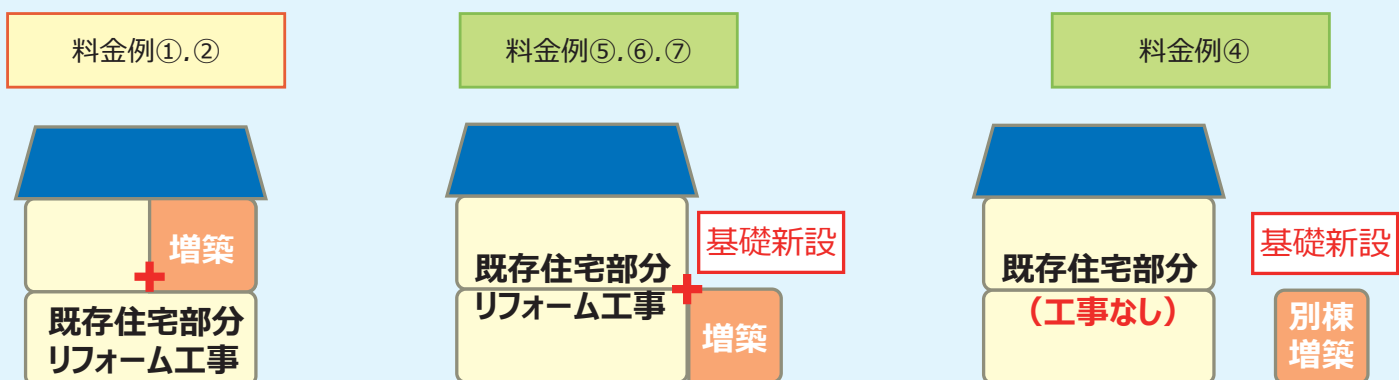 料金例①.②
増築
既存住宅部分
リフォーム工事
料金例⑤.⑥.⑦
基礎新設
既存住宅部分
リフォーム工事
増築
料金例④
基礎新設
既存住宅部分
（工事なし）
別棟
増築